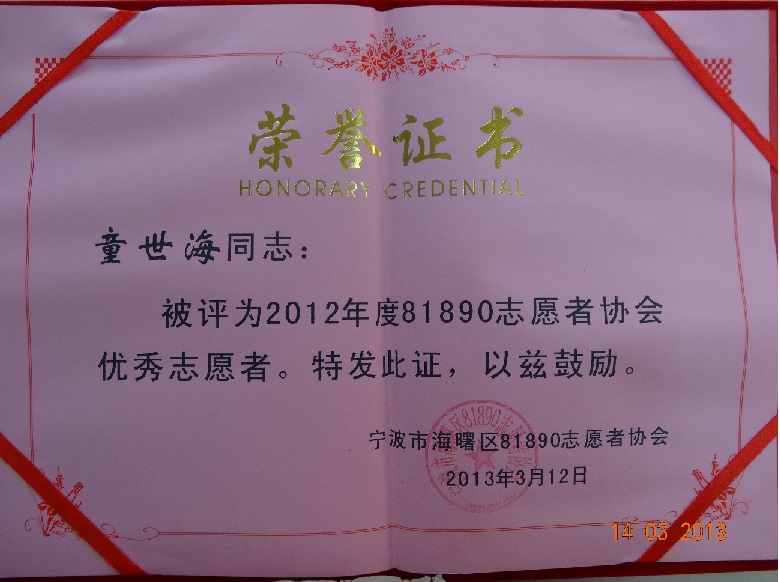 荣誉证书
HONORARY CREDENTIAL
童世海同志：
被评为2012年度81890志愿者协会
优秀志愿者。特发此证，以兹鼓励。
宁波市海曙区81890志愿者协会
2013年3月12日
14 03 2013